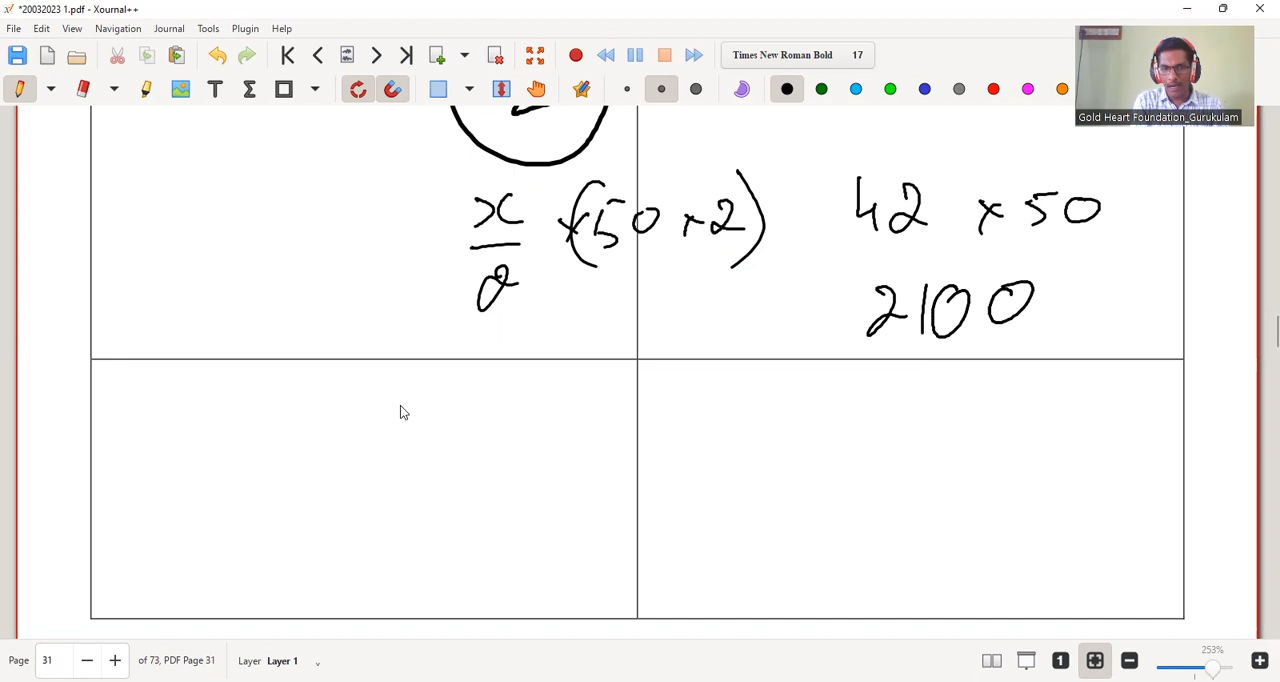 *20032023 1.pdf - Xournal++
File Edit View Navigation Journal Tools Plugin Help
Times New Roman Bold 17
Gold Heart Foundation_Gurukulam
x/2 × (50 × 2) 42 × 50
2100
Page 31 of 73, PDF Page 31 Layer Layer 1
253%